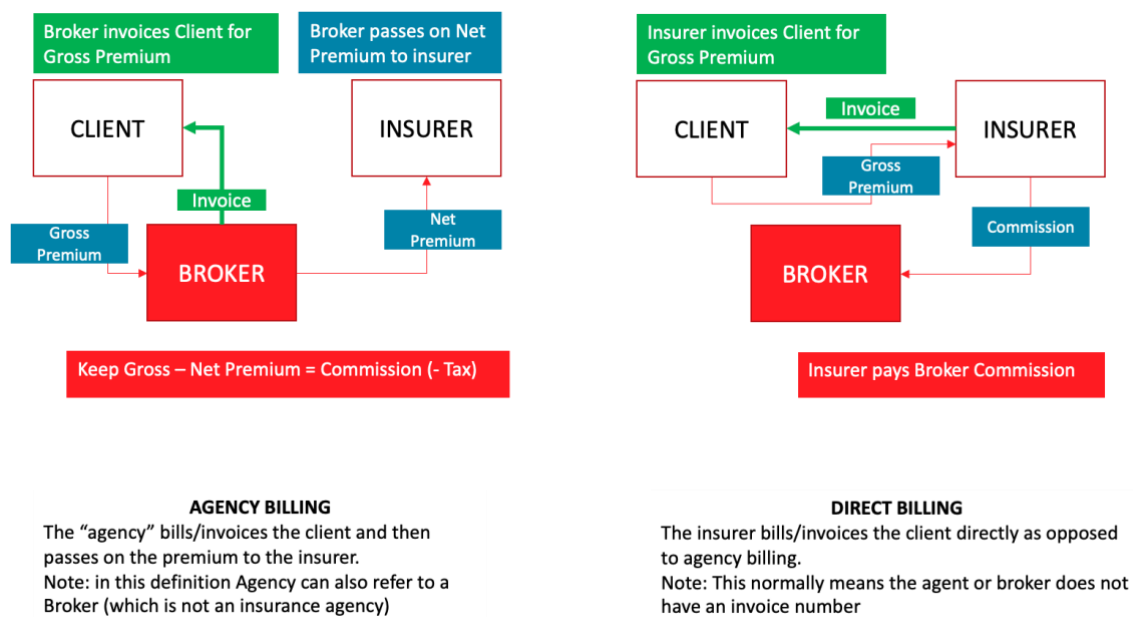 Broker invoices Client for
Gross Premium
Broker passes on Net
Premium to insurer
CLIENT
INSURER
Invoice
Gross
Premium
Net
Premium
BROKER
Keep Gross – Net Premium = Commission (- Tax)
AGENCY BILLING
The “agency” bills/invoices the client and then
passes on the premium to the insurer.
Note: in this definition Agency can also refer to a
Broker (which is not an insurance agency)
Insurer invoices Client for
Gross Premium
CLIENT
Invoice
INSURER
Gross
Premium
Commission
BROKER
Insurer pays Broker Commission
DIRECT BILLING
The insurer bills/invoices the client directly as opposed
to agency billing.
Note: This normally means the agent or broker does not
have an invoice number